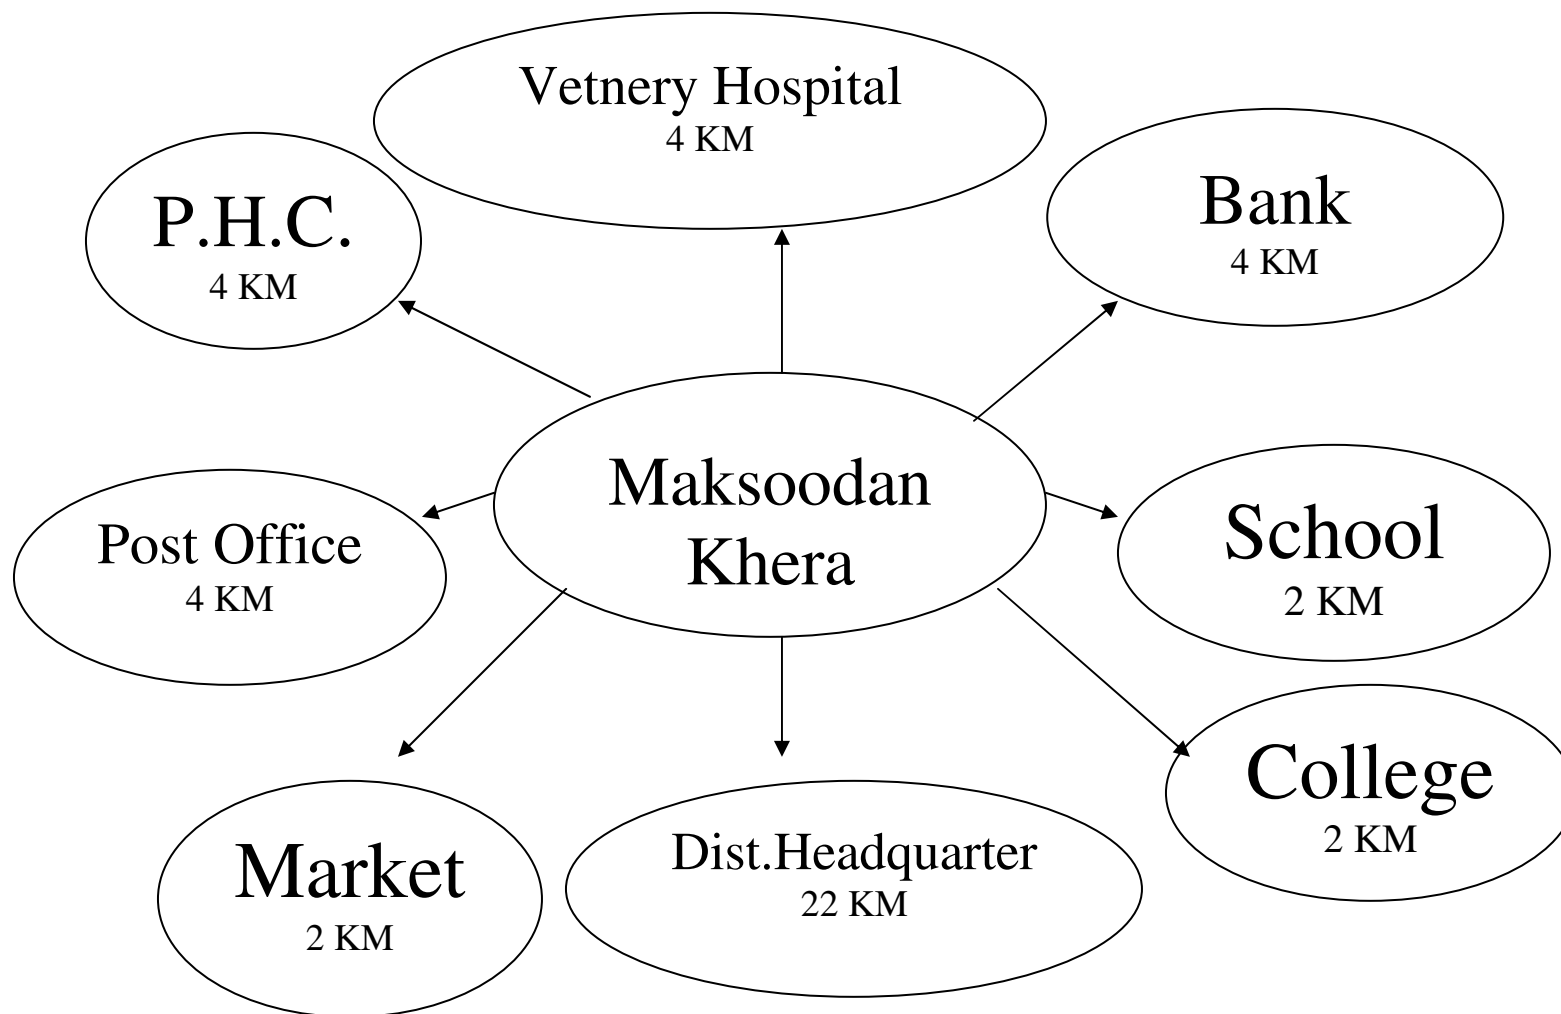 Vetnery Hospital
4 KM
P.H.C.
4 KM
Bank
4 KM
Maksoodan
Khera
Post Office
4 KM
School
2 KM
College
2 KM
Market
2 KM
Dist.Headquarter
22 KM